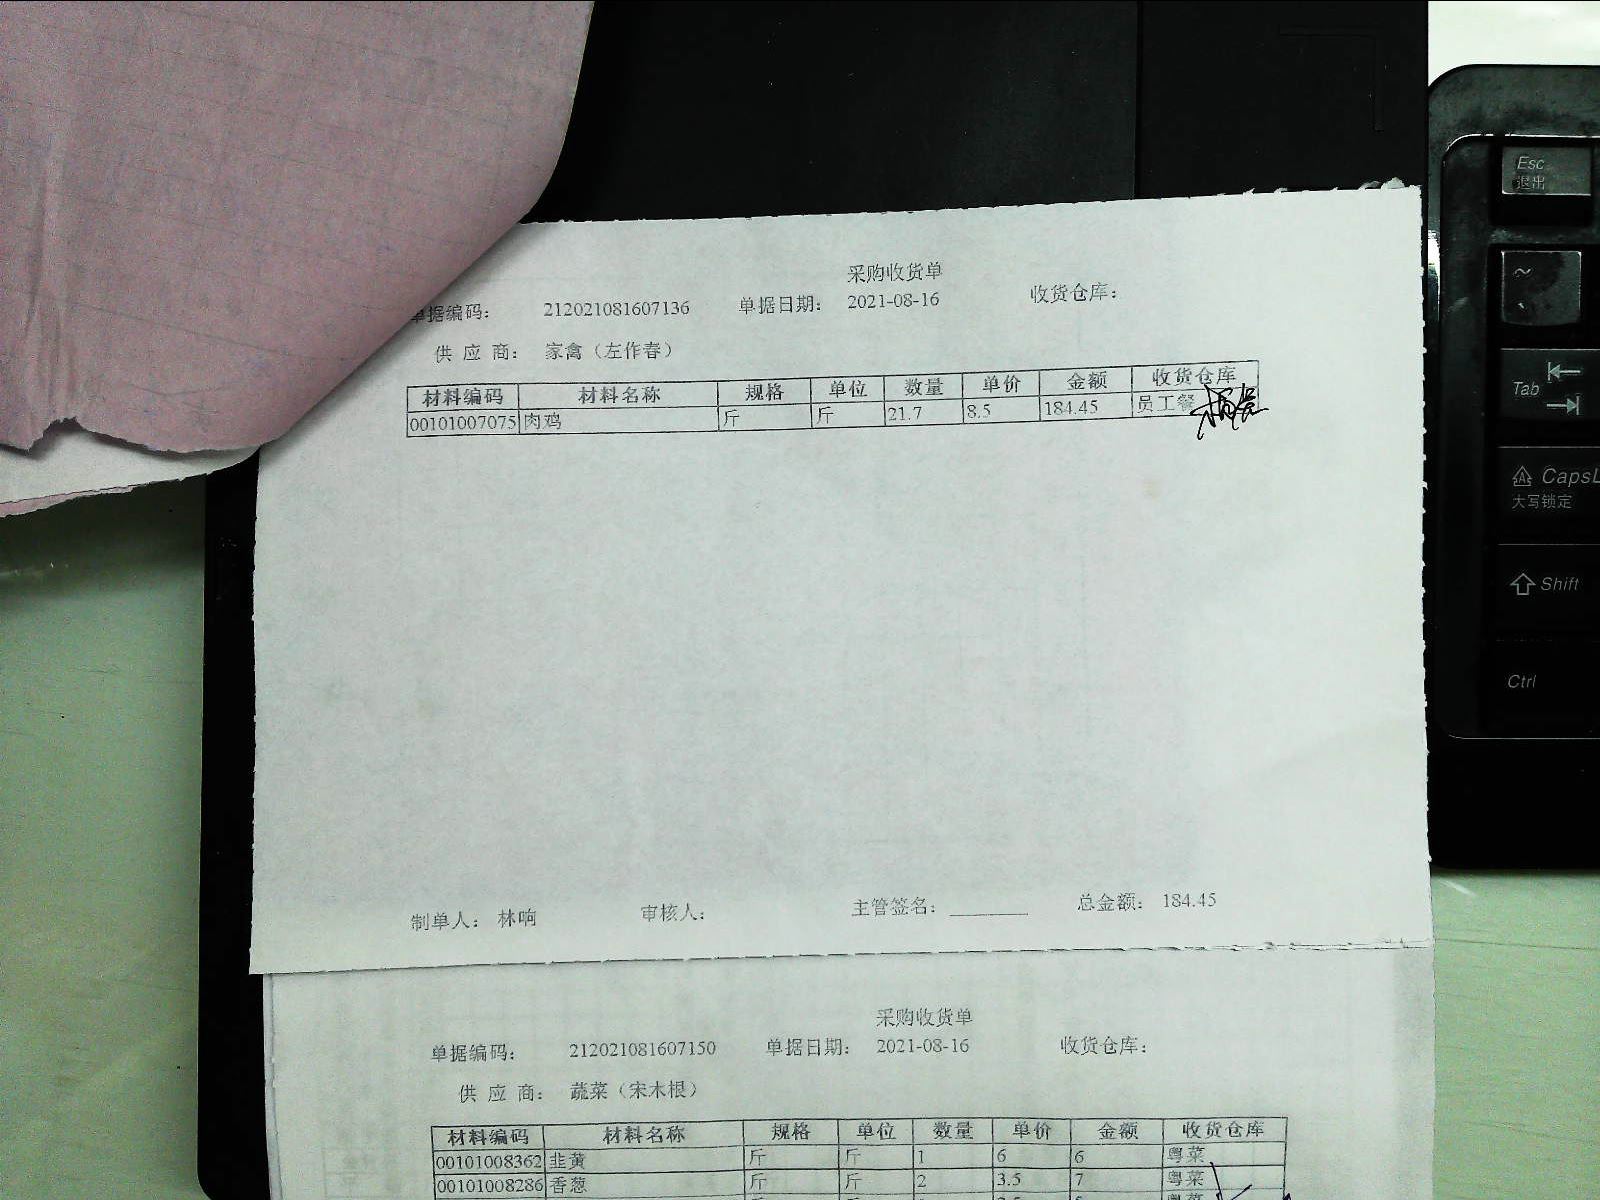 采购收货单
单据编码： 212021081607136 单据日期： 2021-08-16 收货仓库：
供 应 商： 家禽（左作春）
材料编码 材料名称 规格 单位 数量 单价 金额 收货仓库
00101007075 肉鸡 斤 斤 21.7 8.5 184.45 员工餐
制单人： 林响 审核人： 主管签名： 总金额： 184.45
采购收货单
单据编码： 212021081607150 单据日期： 2021-08-16 收货仓库：
供 应 商： 蔬菜（宋木根）
材料编码 材料名称 规格 单位 数量 单价 金额 收货仓库
00101008362 韭黄 斤 斤 1 6 6 粤菜
00101008286 香葱 斤 斤 2 3.5 7 粤菜
Esc
退出
~
Tab
CapsL
大写锁定
Shift
Ctrl